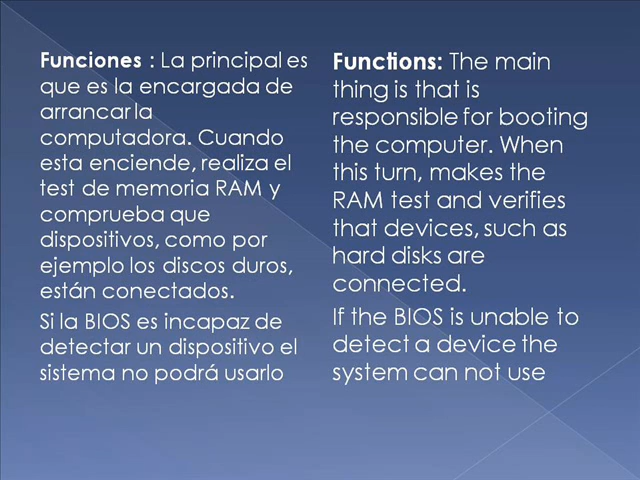 Funciones : La principal es
que es la encargada de
arrancar la
computadora. Cuando
esta enciende, realiza el
test de memoria RAM y
comprueba que
dispositivos, como por
ejemplo los discos duros,
están conectados.
Si la BIOS es incapaz de
detectar un dispositivo el
sistema no podrá usarlo
Functions: The main
thing is that is
responsible for booting
the computer. When
this turn, makes the
RAM test and verifies
that devices, such as
hard disks are
connected.
If the BIOS is unable to
detect a device the
system can not use